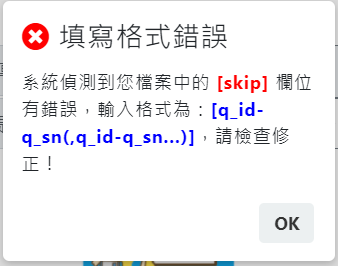 填寫格式錯誤
系統偵測到您檔案中的 [skip] 欄位
有錯誤，輸入格式為：[q_id-
q_sn(,q_id-q_sn...)]，請檢查修
正！
OK